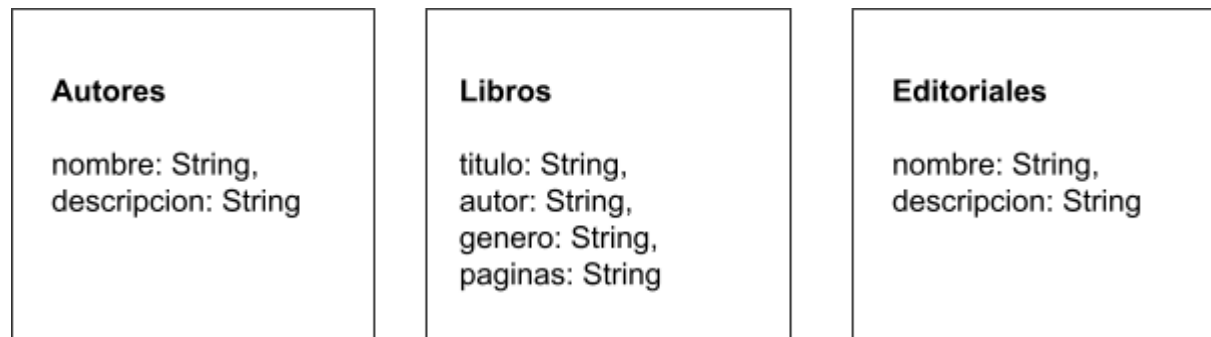 Autores
nombre: String,
descripcion: String
Libros
titulo: String,
autor: String,
genero: String,
paginas: String
Editoriales
nombre: String,
descripcion: String